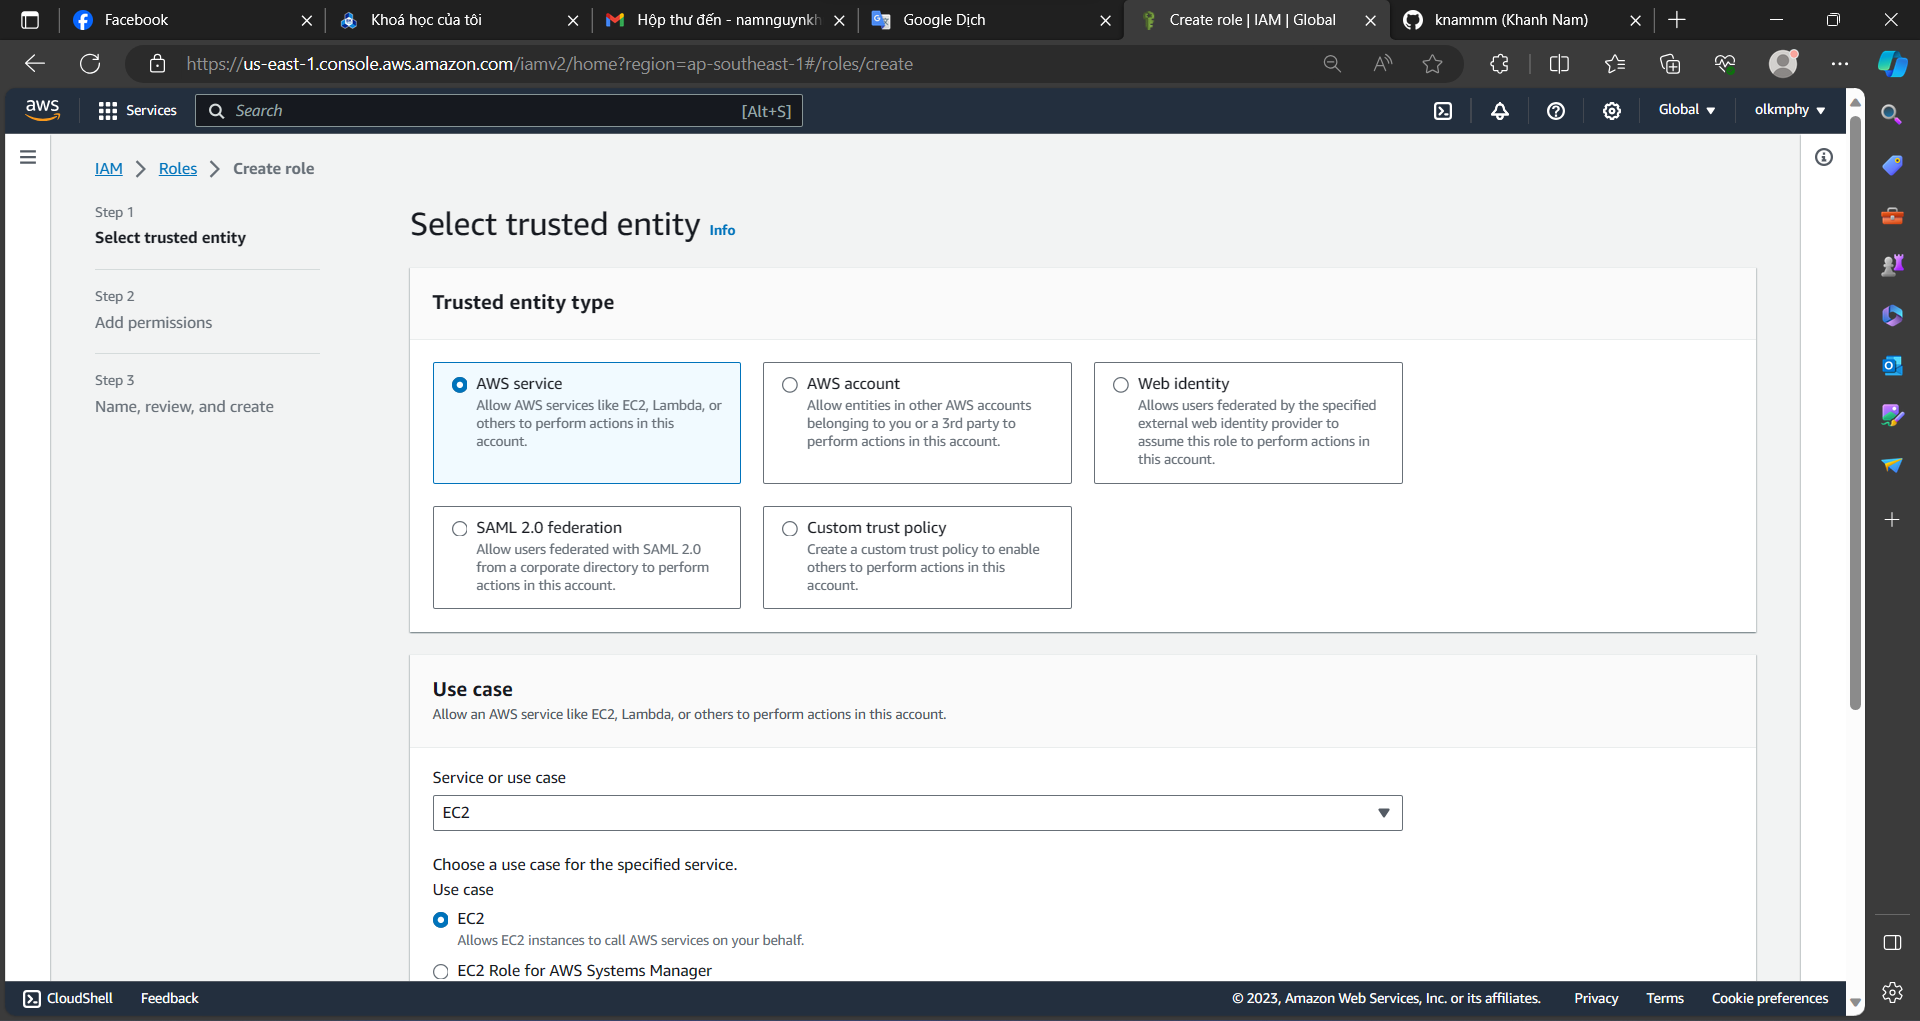 Facebook
Khoá học của tôi
Hộp thư đến - namnguynkh
Google Dịch
Create role | IAM | Global
knammm (Khanh Nam)
https://us-east-1.console.aws.amazon.com/iamv2/home?region=ap-southeast-1#/roles/create
aws
Services
Search
[Alt+S]
Global
olkmphy
IAM
Roles
Create role
Step 1
Select trusted entity
Step 2
Add permissions
Step 3
Name, review, and create
Select trusted entity Info
Trusted entity type
AWS service
Allow AWS services like EC2, Lambda, or
others to perform actions in this
account.
AWS account
Allow entities in other AWS accounts
belonging to you or a 3rd party to
perform actions in this account.
Web identity
Allows users federated by the specified
external web identity provider to
assume this role to perform actions in
this account.
SAML 2.0 federation
Allow users federated with SAML 2.0
from a corporate directory to perform
actions in this account.
Custom trust policy
Create a custom trust policy to enable
others to perform actions in this
account.
Use case
Allow an AWS service like EC2, Lambda, or others to perform actions in this account.
Service or use case
EC2
Choose a use case for the specified service.
Use case
EC2
Allows EC2 instances to call AWS services on your behalf.
EC2 Role for AWS Systems Manager
CloudShell
Feedback
© 2023, Amazon Web Services, Inc. or its affiliates.
Privacy
Terms
Cookie preferences